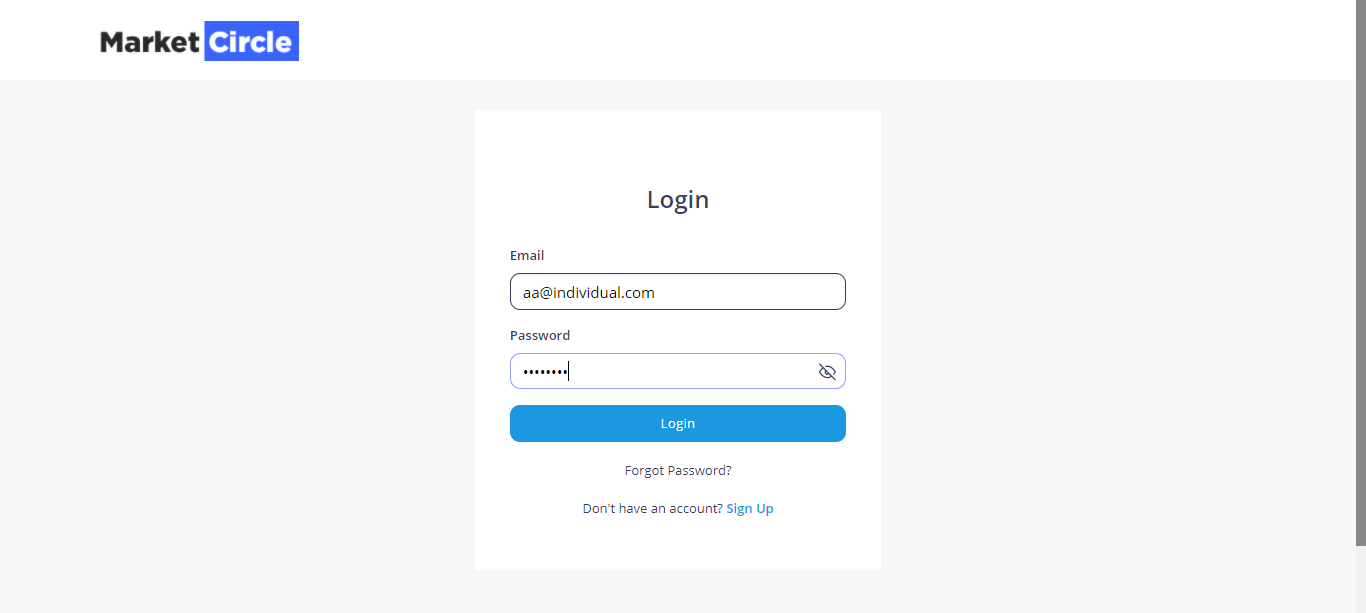 Market Circle
Login
Email
aa@individual.com
Password
••••••••
Login
Forgot Password?
Don't have an account? Sign Up